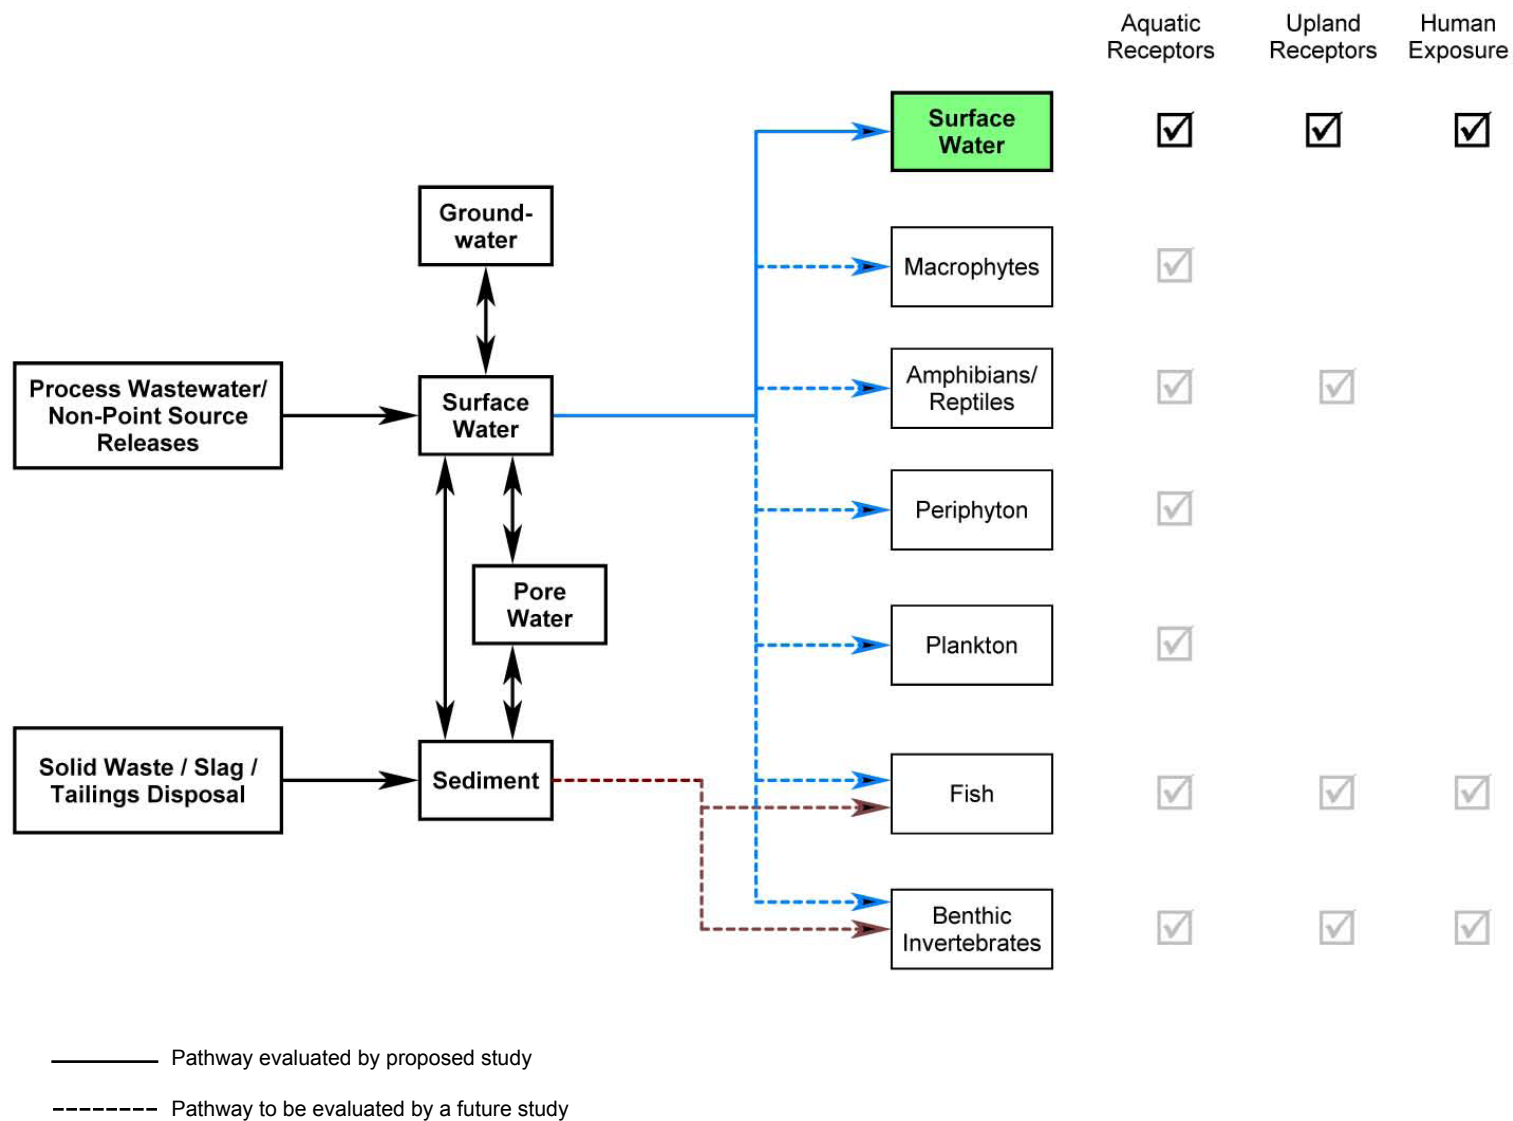 Aquatic
Receptors
Upland
Receptors
Human
Exposure
Surface
Water
Ground-
water
Macrophytes
Process Wastewater/
Non-Point Source
Releases
Surface
Water
Amphibians/
Reptiles
Periphyton
Pore
Water
Plankton
Solid Waste / Slag /
Tailings Disposal
Sediment
Fish
Benthic
Invertebrates
Pathway evaluated by proposed study
Pathway to be evaluated by a future study